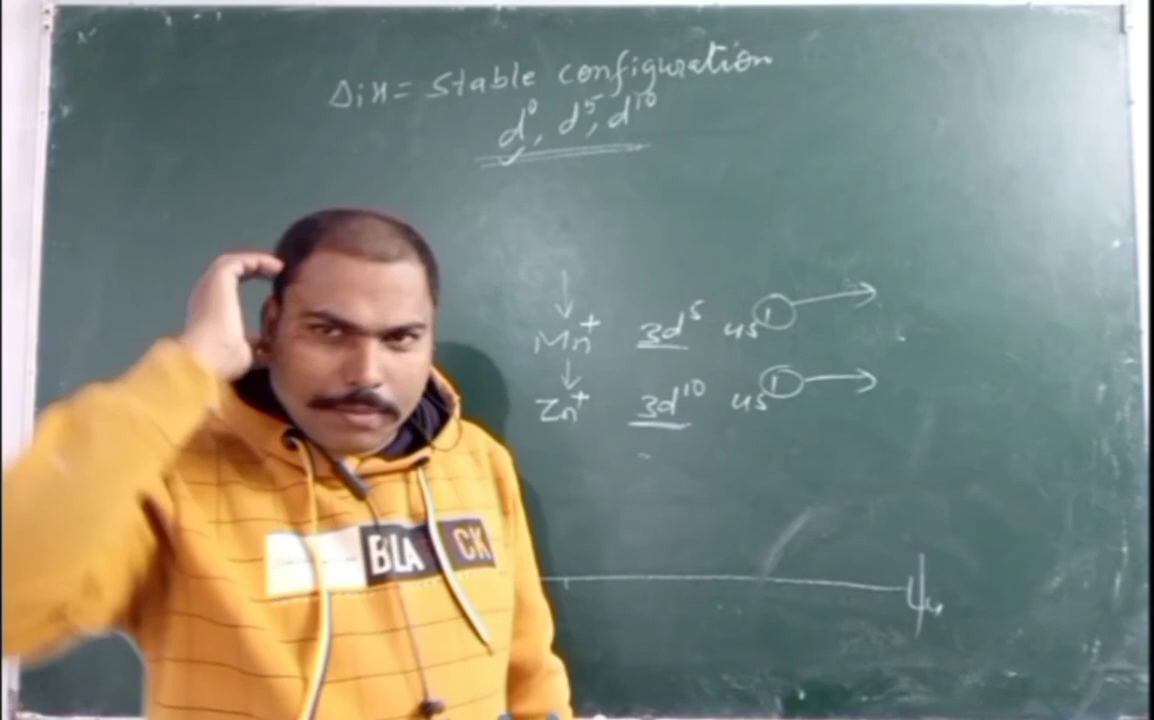 ΔiH = Stable configuration
d⁰, d⁵, d¹⁰
Mn⁺ 3d⁵ 4s¹
Zn⁺ 3d¹⁰ 4s¹
BLACK